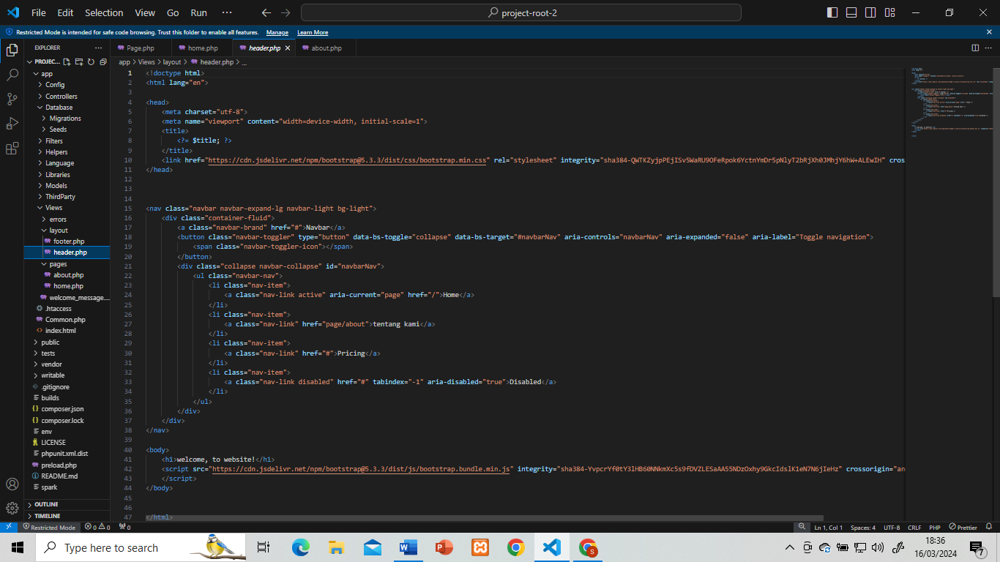 File Edit Selection View Go Run ··· project-root-2
Restricted Mode is intended for safe code browsing. Trust this folder to enable all features. Manage Learn More
EXPLORER ···
PROJEC...
app
Config
Controllers
Database
Migrations
Seeds
Filters
Helpers
Language
Libraries
Models
ThirdParty
Views
errors
layout
footer.php
header.php
pages
about.php
home.php
welcome_message....
.htaccess
Common.php
index.html
public
tests
vendor
writable
.gitignore
builds
composer.json
composer.lock
env
LICENSE
phpunit.xml.dist
preload.php
README.md
spark
OUTLINE
TIMELINE
Page.php home.php header.php about.php
app > Views > layout > header.php > ...
1 <!doctype html>
2 <html lang="en">
3
4 <head>
5 <meta charset="utf-8">
6 <meta name="viewport" content="width=device-width, initial-scale=1">
7 <title>
8 <?= $title; ?>
9 </title>
10 <link href="https://cdn.jsdelivr.net/npm/bootstrap@5.3.3/dist/css/bootstrap.min.css" rel="stylesheet" integrity="sha384-QWTKZyjpPEjISv5WaRU9OFeRpok6YctnYmDr5pNlyT2bRjXh0JMhjY6hW+ALEwIH" cros
11 </head>
12
13
14
15 <nav class="navbar navbar-expand-lg navbar-light bg-light">
16 <div class="container-fluid">
17 <a class="navbar-brand" href="#">Navbar</a>
18 <button class="navbar-toggler" type="button" data-bs-toggle="collapse" data-bs-target="#navbarNav" aria-controls="navbarNav" aria-expanded="false" aria-label="Toggle navigation">
19 <span class="navbar-toggler-icon"></span>
20 </button>
21 <div class="collapse navbar-collapse" id="navbarNav">
22 <ul class="navbar-nav">
23 <li class="nav-item">
24 <a class="nav-link active" aria-current="page" href="/">Home</a>
25 </li>
26 <li class="nav-item">
27 <a class="nav-link" href="page/about">tentang kami</a>
28 </li>
29 <li class="nav-item">
30 <a class="nav-link" href="#">Pricing</a>
31 </li>
32 <li class="nav-item">
33 <a class="nav-link disabled" href="#" tabindex="-1" aria-disabled="true">Disabled</a>
34 </li>
35 </ul>
36 </div>
37 </div>
38 </nav>
39
40 <body>
41 <h1>welcome, to website!</h1>
42 <script src="https://cdn.jsdelivr.net/npm/bootstrap@5.3.3/dist/js/bootstrap.bundle.min.js" integrity="sha384-YvpcrYf0tY3lHB60NNkmXc5s9fDVZLESaAA55NDzOxhy9GkcIdslK1eN7N6jIeHz" crossorigin="an
43 </script>
44 </body>
45
46
47 </html>
Restricted Mode 0 0 0 Ln 1, Col 1 Spaces: 4 UTF-8 CRLF PHP Prettier
Type here to search
18:36
16/03/2024
7